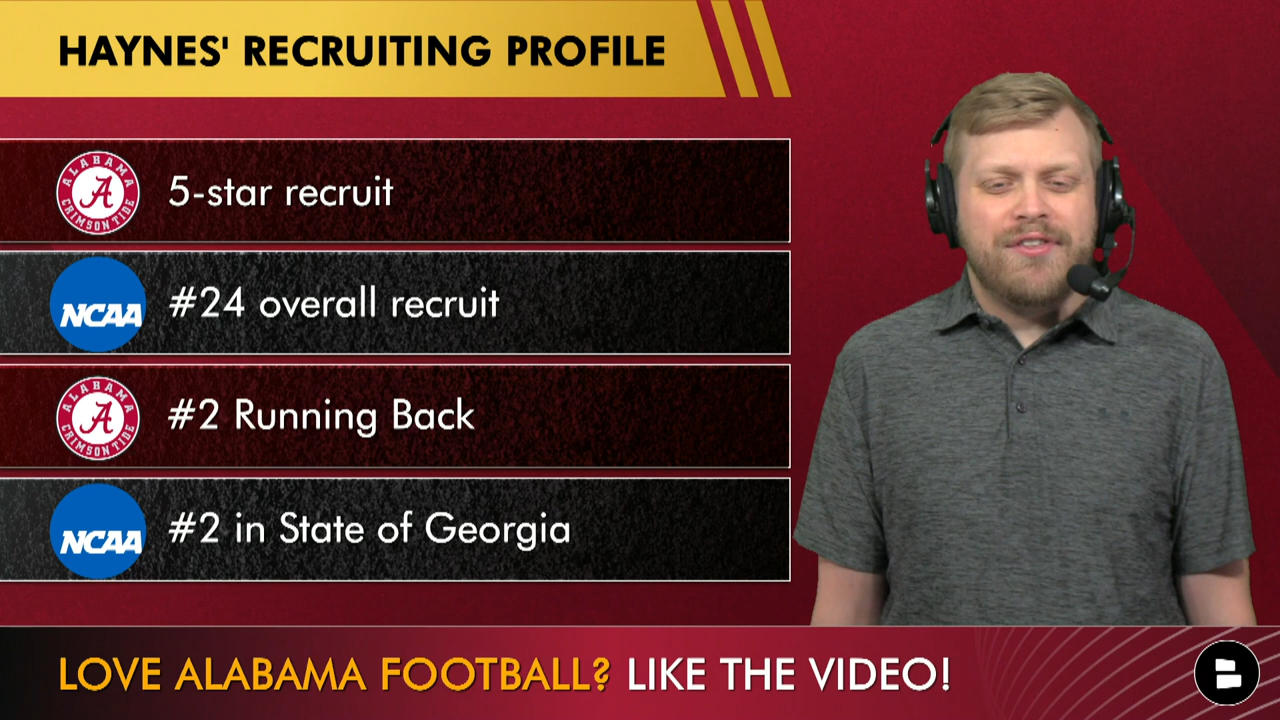 HAYNES' RECRUITING PROFILE
ALABAMA
A
CRIMSON TIDE
5-star recruit
NCAA
#24 overall recruit
ALABAMA
A
CRIMSON TIDE
#2 Running Back
NCAA
#2 in State of Georgia
LOVE ALABAMA FOOTBALL? LIKE THE VIDEO!